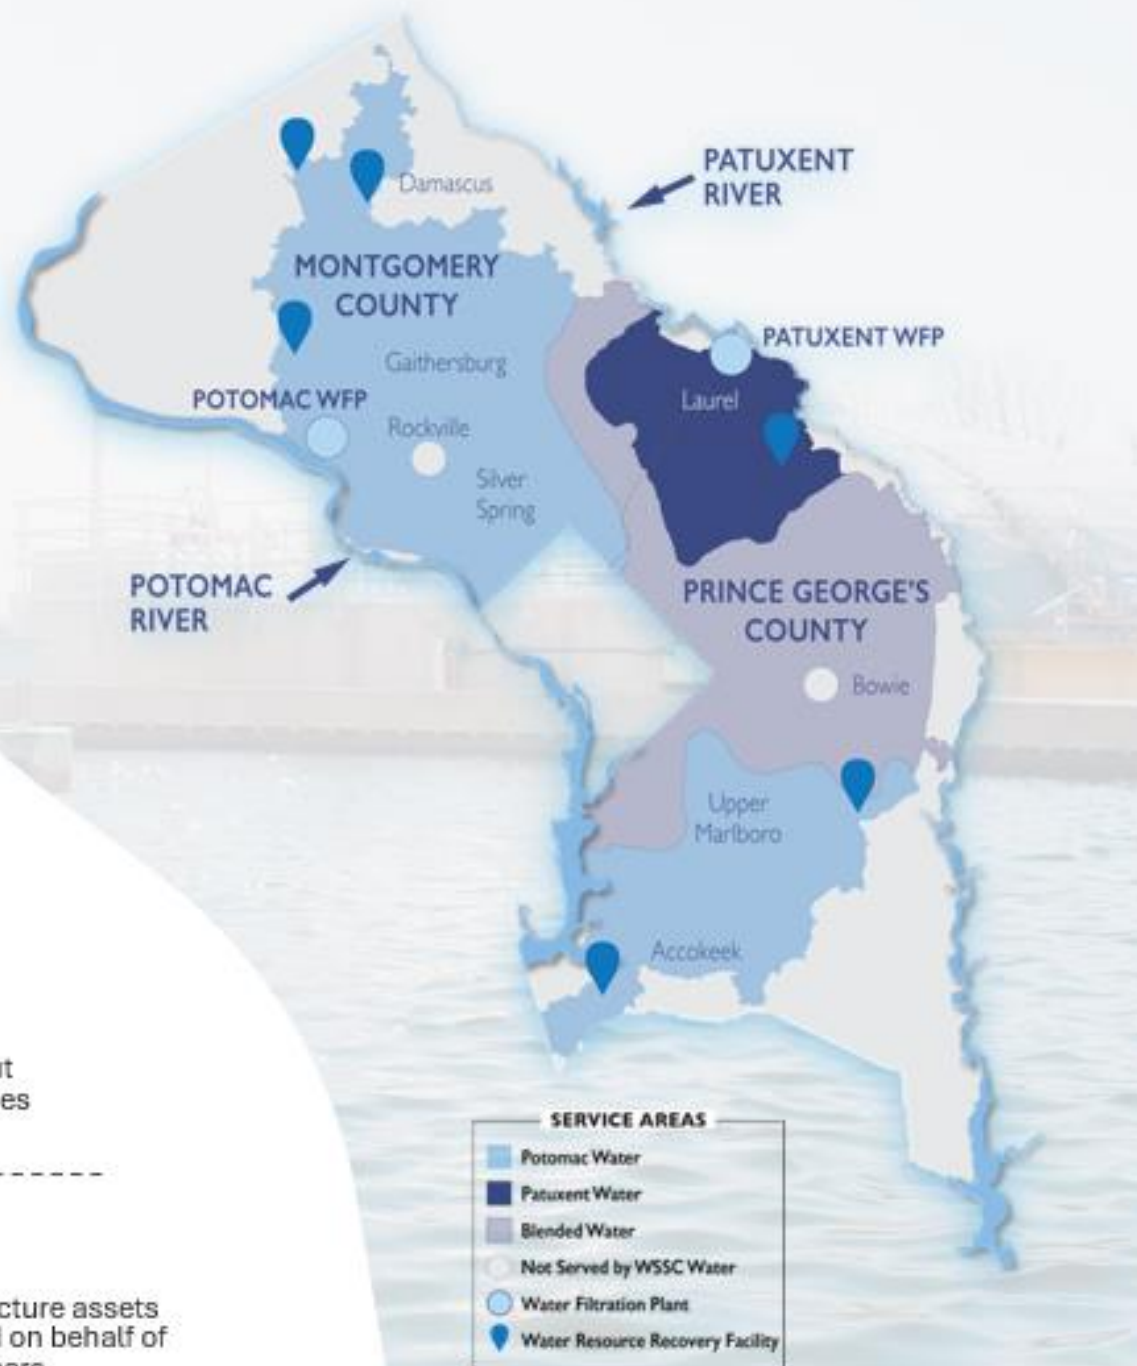 PATUXENT
RIVER
Damascus
MONTGOMERY
COUNTY
PATUXENT WFP
Gaithersburg
POTOMAC WFP
Laurel
Rockville
Silver
Spring
POTOMAC
RIVER
PRINCE GEORGE'S
COUNTY
Bowie
Upper
Marlboro
Accokeek
es
cture assets
on behalf of
SERVICE AREAS
Potomac Water
Patuxent Water
Blended Water
Not Served by WSSC Water
Water Filtration Plant
Water Resource Recovery Facility